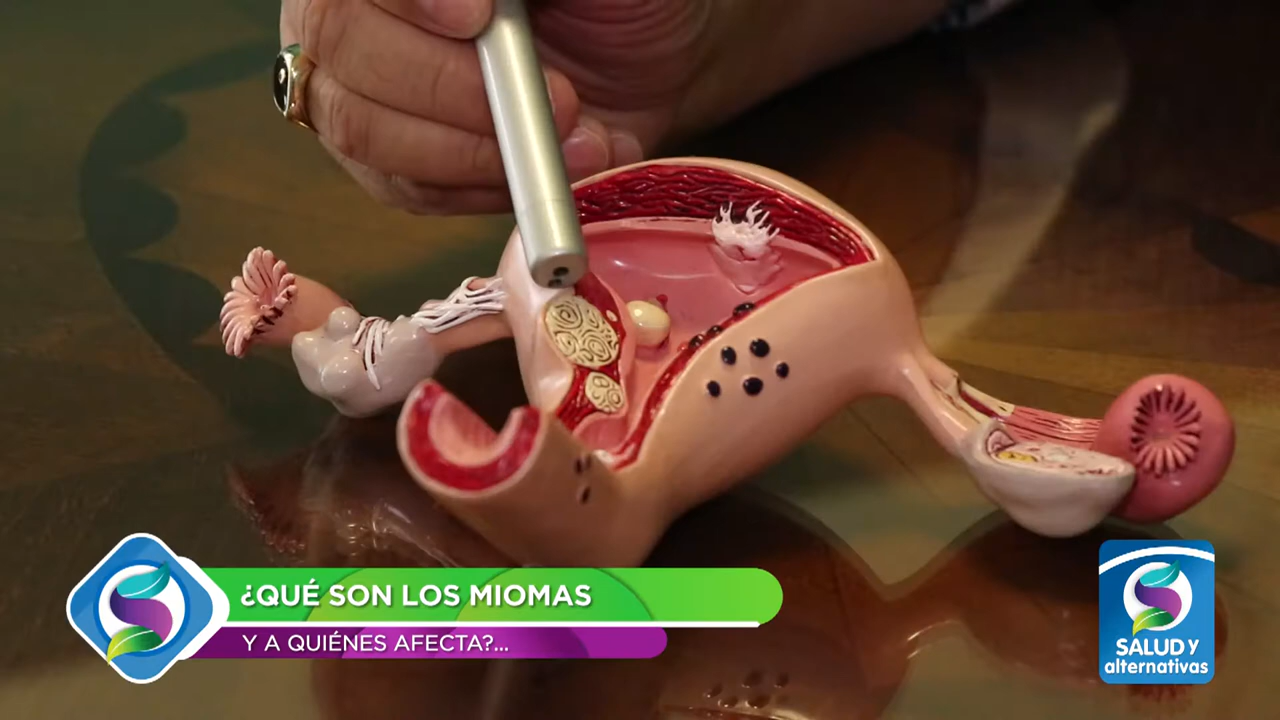 ¿QUÉ SON LOS MIOMAS
Y A QUIÉNES AFECTA?...
SALUD Y
alternativas